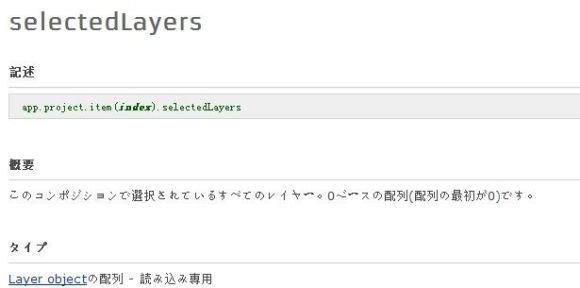 selectedLayers
記述
app.project.item(index).selectedLayers
概要
このコンポジションで選択されているすべてのレイヤー。0ベースの配列(配列の最初が0)です。
タイプ
Layer objectの配列 - 読み込み専用